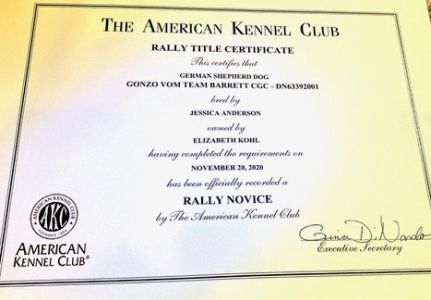 THE AMERICAN KENNEL CLUB
RALLY TITLE CERTIFICATE
This certifies that
GERMAN SHEPHERD DOG
GONZO VOM TEAM BARRETT CGC – DN63392001
bred by
JESSICA ANDERSON
owned by
ELIZABETH KOHL
having completed the requirements on
NOVEMBER 20, 2020
has been officially recorded a
RALLY NOVICE
by The American Kennel Club
AMERICAN KENNEL CLUB
AKC
FOUNDED 1884
AMERICAN
KENNEL CLUB®
Executive Secretary